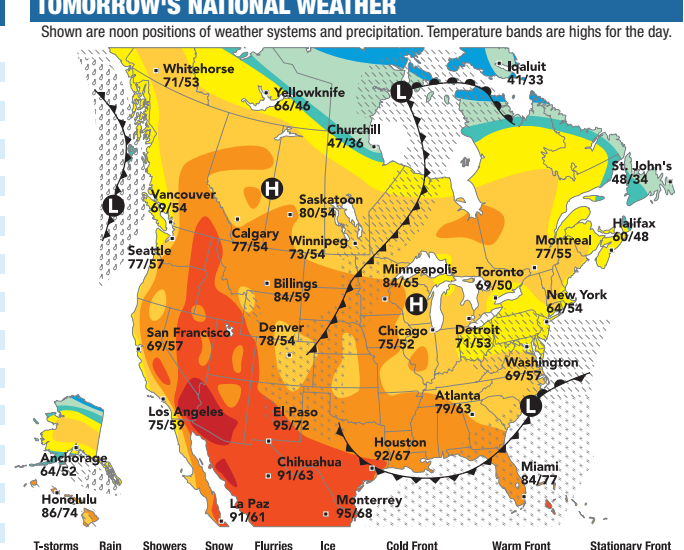 TOMORROW'S NATIONAL WEATHER
Shown are noon positions of weather systems and precipitation. Temperature bands are highs for the day.
Whitehorse
71/53
Yellowknife
66/46
Iqaluit
41/33
L
Churchill
47/36
St. John's
48/34
H
Vancouver
69/54
L
Saskatoon
80/54
Calgary
77/54
Winnipeg
73/54
Halifax
60/48
Seattle
77/57
Montreal
77/55
Billings
84/59
Minneapolis
84/65
Toronto
69/50
H
New York
64/54
San Francisco
69/57
Denver
78/54
Chicago
75/52
Detroit
71/53
Washington
69/57
Los Angeles
75/59
El Paso
95/72
Atlanta
79/63
L
Houston
92/67
Anchorage
64/52
Chihuahua
91/63
Miami
84/77
Honolulu
86/74
La Paz
91/61
Monterrey
95/68
T-storms Rain Showers Snow Flurries Ice Cold Front Warm Front Stationary Front